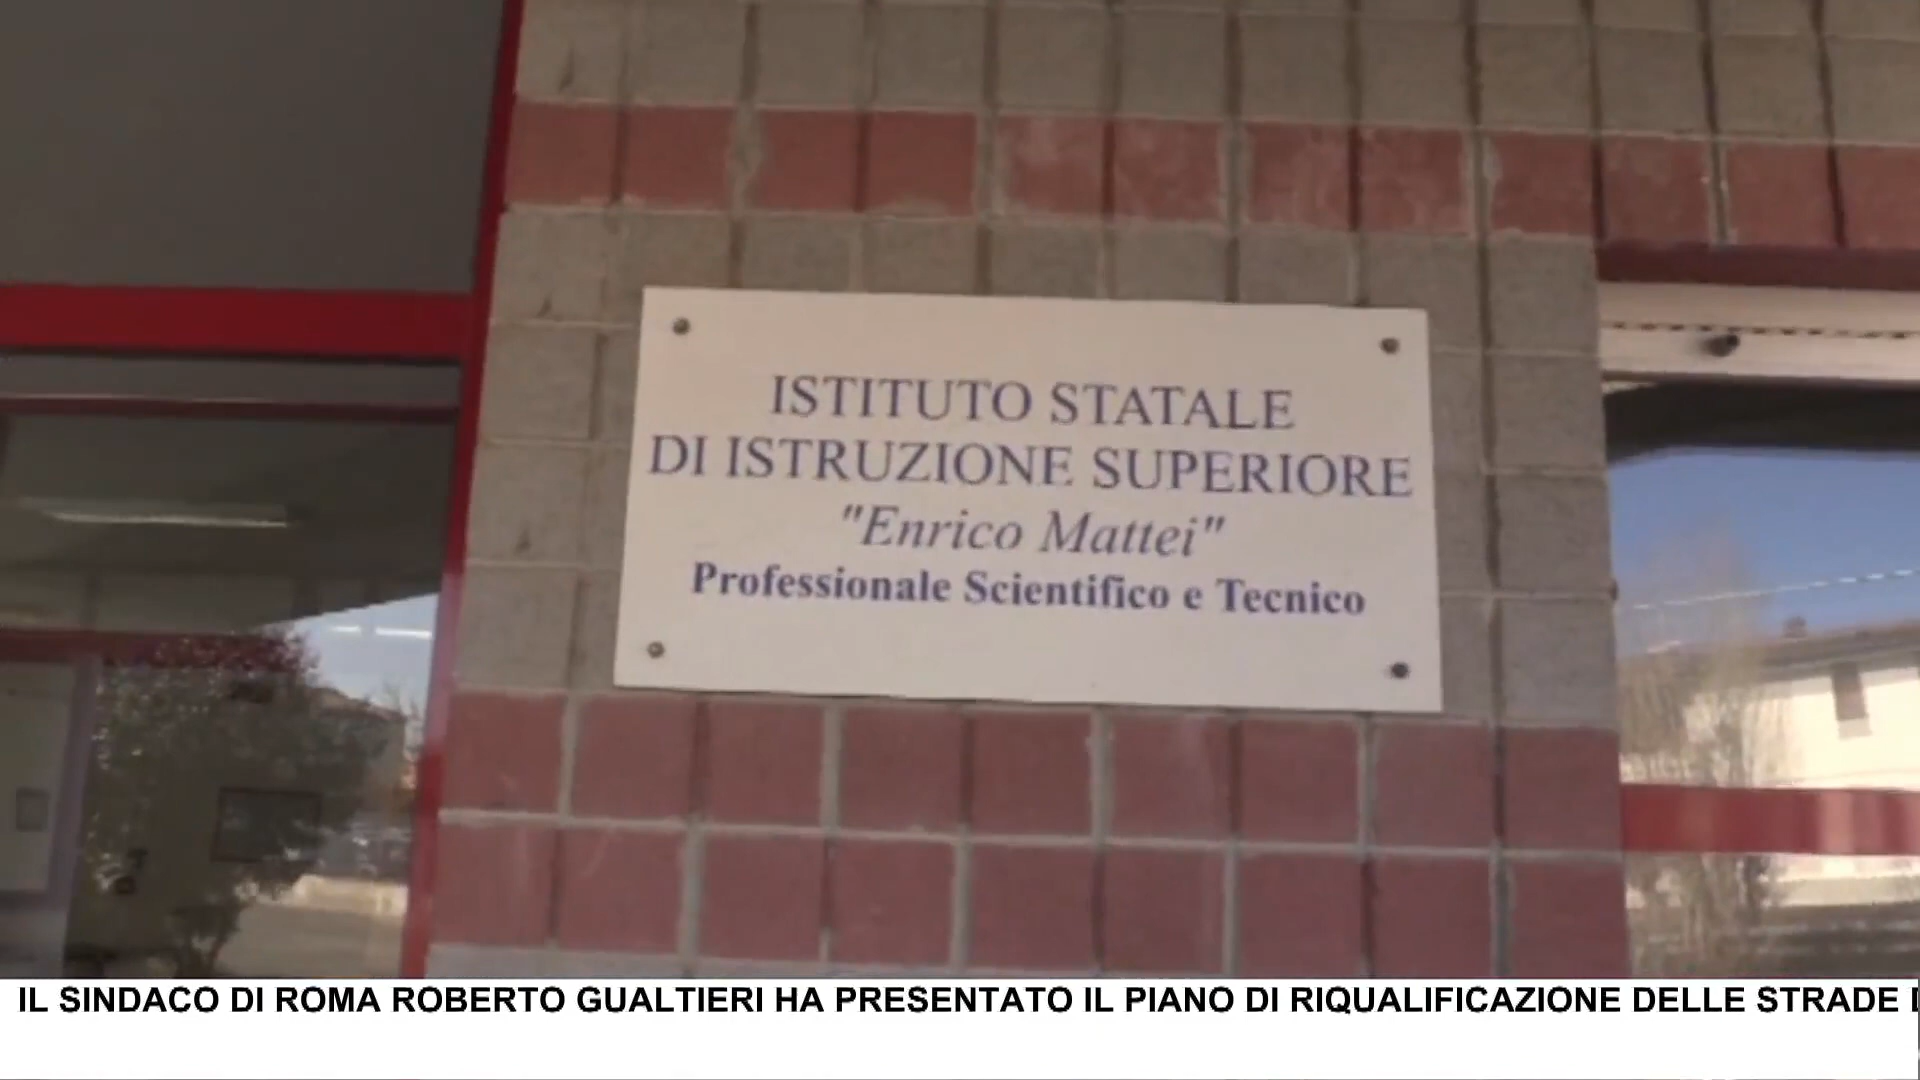 ISTITUTO STATALE
DI ISTRUZIONE SUPERIORE
"Enrico Mattei"
Professionale Scientifico e Tecnico
IL SINDACO DI ROMA ROBERTO GUALTIERI HA PRESENTATO IL PIANO DI RIQUALIFICAZIONE DELLE STRADE